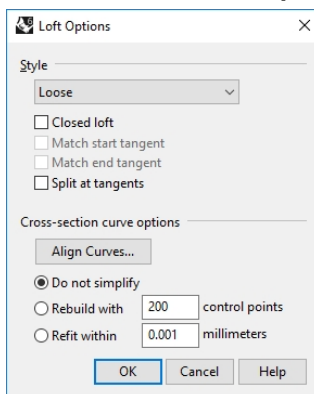 Loft Options
Style
Loose
Closed loft
Match start tangent
Match end tangent
Split at tangents
Cross-section curve options
Align Curves...
Do not simplify
Rebuild with 200 control points
Refit within 0.001 millimeters
OK Cancel Help